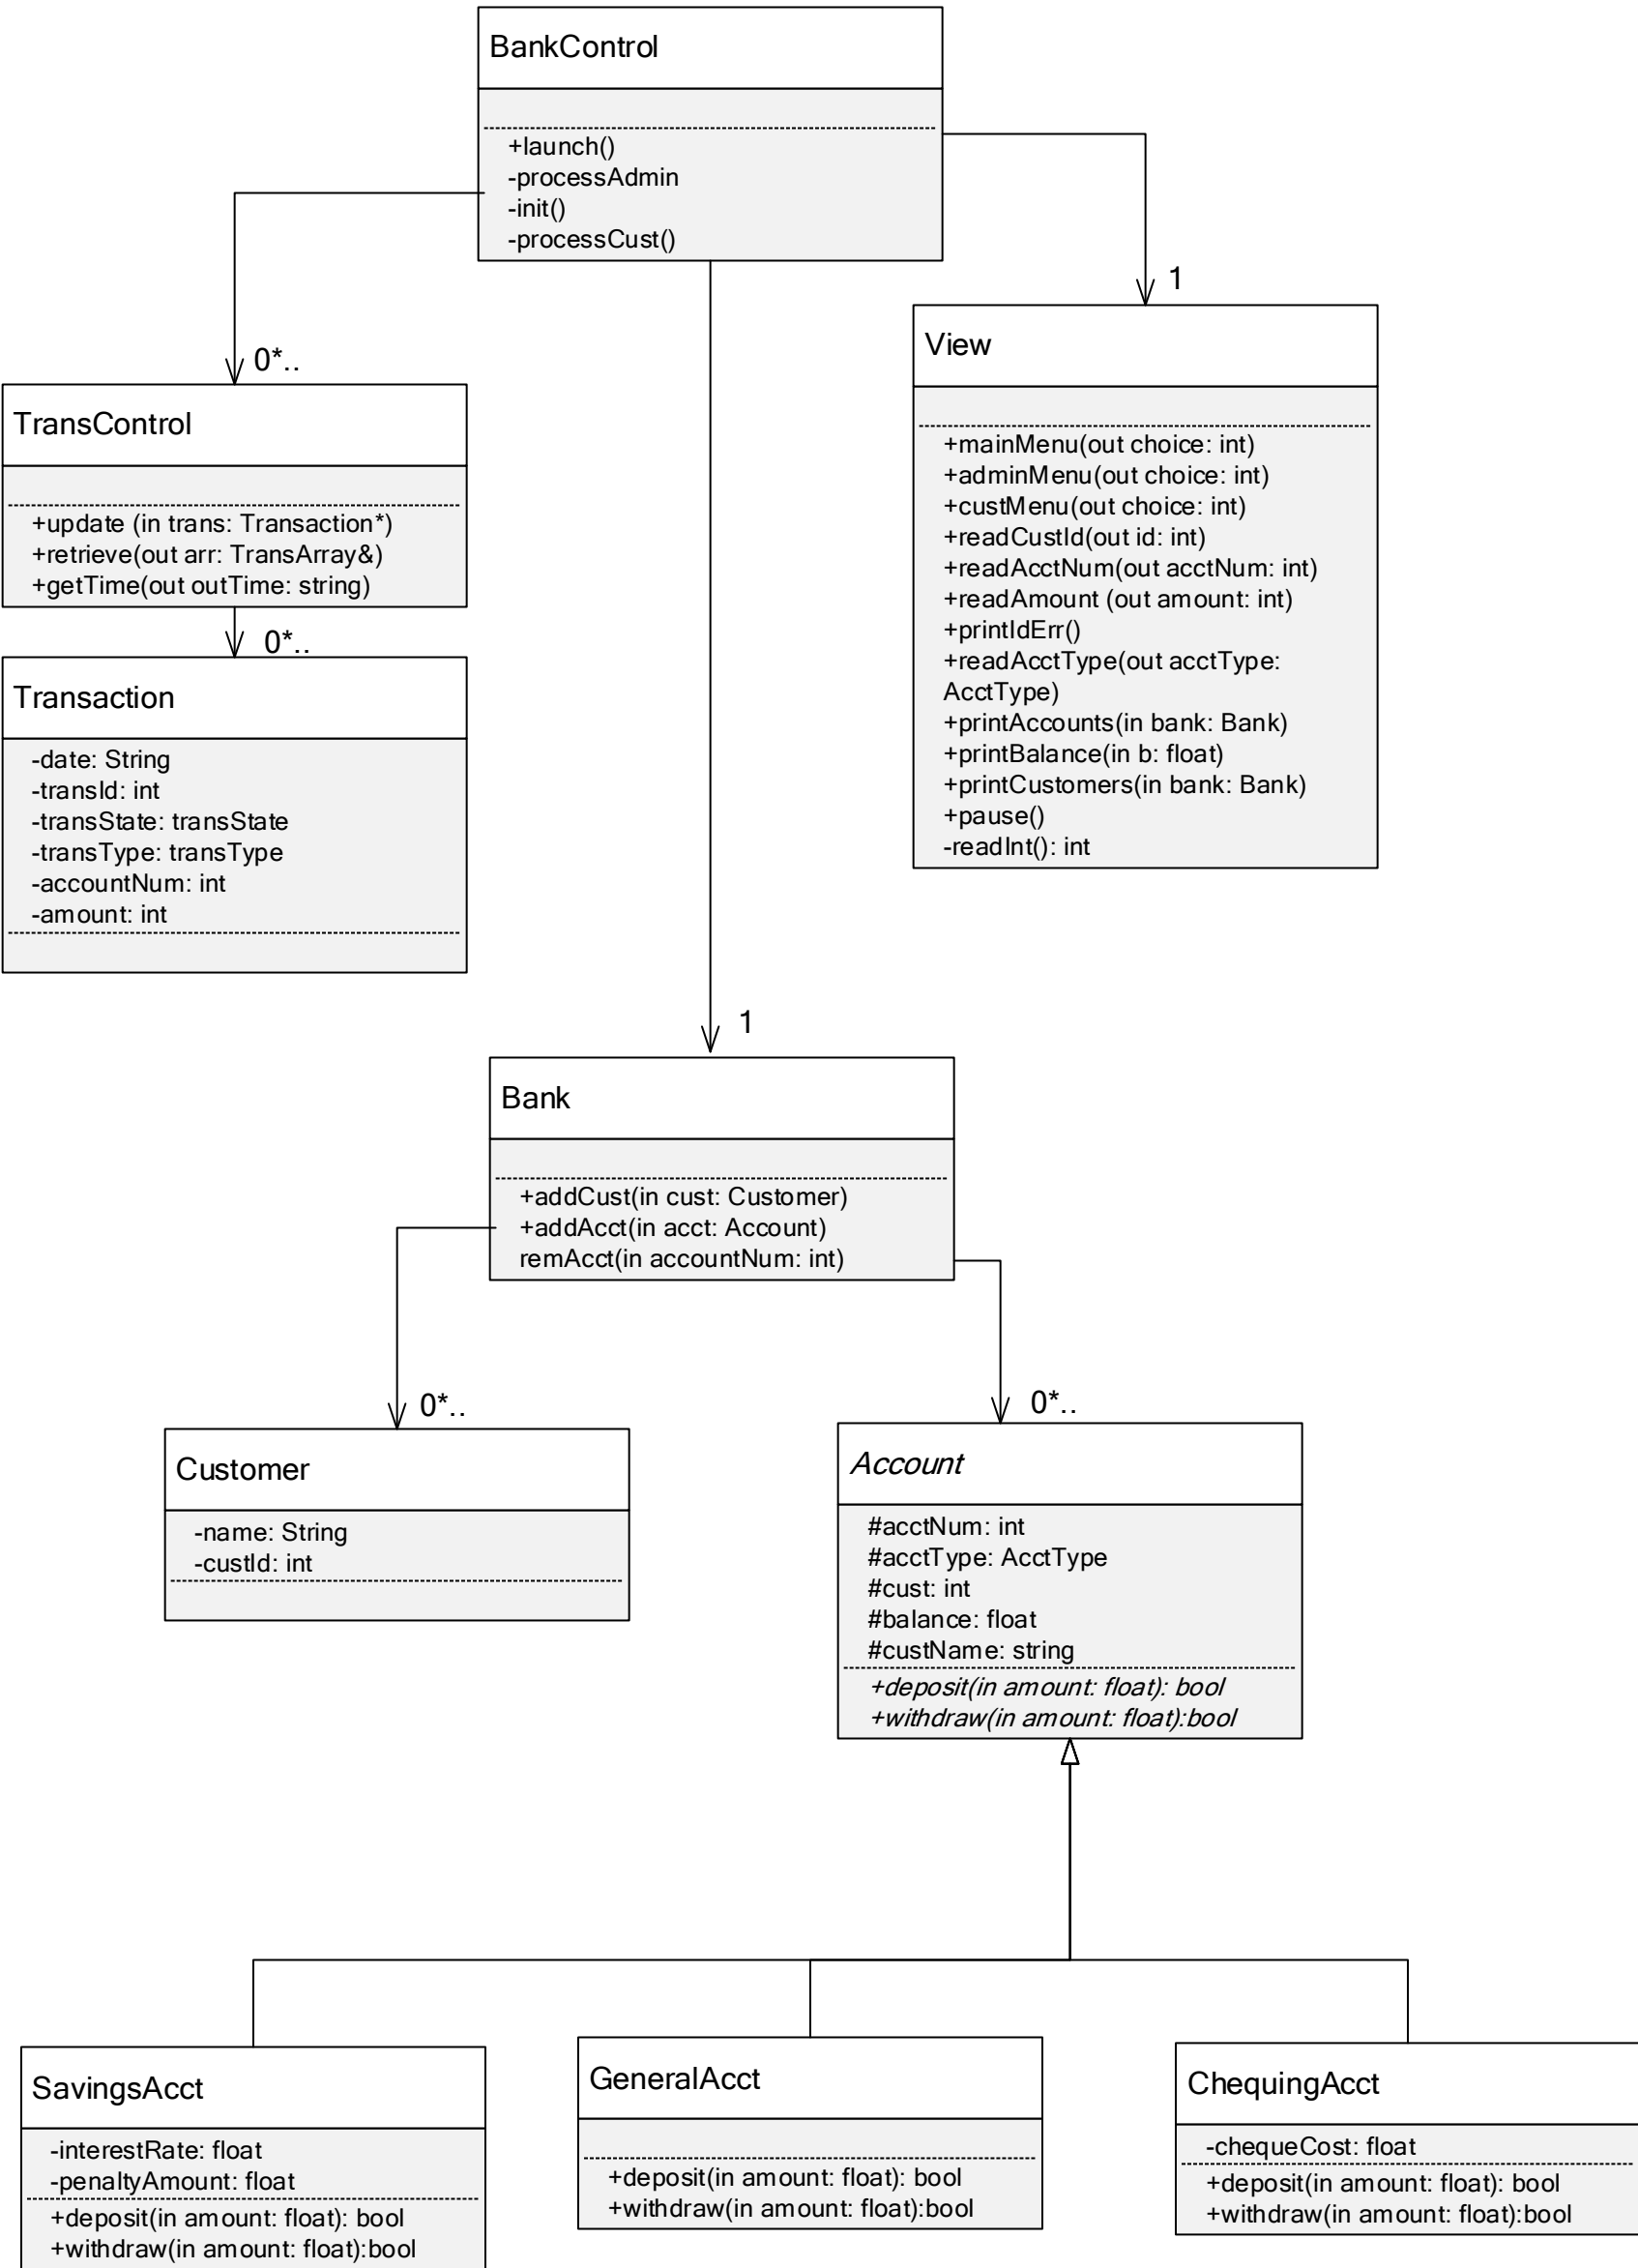 BankControl
+launch()
-processAdmin
-init()
-processCust()
1
0*..
View
+mainMenu(out choice: int)
+adminMenu(out choice: int)
+custMenu(out choice: int)
+readCustId(out id: int)
+readAcctNum(out acctNum: int)
+readAmount (out amount: int)
+printIdErr()
+readAcctType(out acctType:
AcctType)
+printAccounts(in bank: Bank)
+printBalance(in b: float)
+printCustomers(in bank: Bank)
+pause()
-readInt(): int
TransControl
+update (in trans: Transaction*)
+retrieve(out arr: TransArray&)
+getTime(out outTime: string)
0*..
Transaction
-date: String
-transId: int
-transState: transState
-transType: transType
-accountNum: int
-amount: int
1
Bank
+addCust(in cust: Customer)
+addAcct(in acct: Account)
remAcct(in accountNum: int)
0*..
0*..
Customer
-name: String
-custId: int
Account
#acctNum: int
#acctType: AcctType
#cust: int
#balance: float
#custName: string
+deposit(in amount: float): bool
+withdraw(in amount: float):bool
SavingsAcct
-interestRate: float
-penaltyAmount: float
+deposit(in amount: float): bool
+withdraw(in amount: float):bool
GeneralAcct
+deposit(in amount: float): bool
+withdraw(in amount: float):bool
ChequingAcct
-chequeCost: float
+deposit(in amount: float): bool
+withdraw(in amount: float):bool